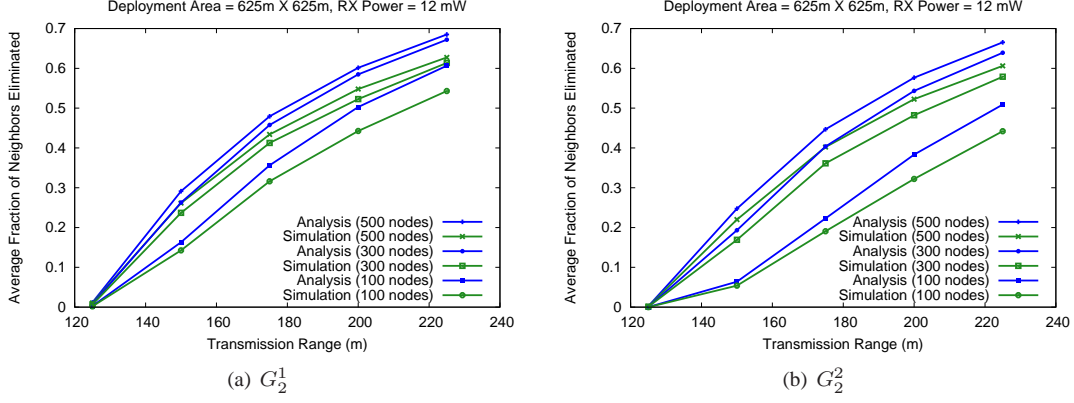 Deployment Area = 625m X 625m, RX Power = 12 mW
Average Fraction of Neighbors Eliminated
0.7
0.6
0.5
0.4
0.3
0.2
0.1
0
Analysis (500 nodes)
Simulation (500 nodes)
Analysis (300 nodes)
Simulation (300 nodes)
Analysis (100 nodes)
Simulation (100 nodes)
120 140 160 180 200 220 240
Transmission Range (m)
(a) G_2^1
Deployment Area = 625m X 625m, RX Power = 12 mW
Average Fraction of Neighbors Eliminated
0.7
0.6
0.5
0.4
0.3
0.2
0.1
0
Analysis (500 nodes)
Simulation (500 nodes)
Analysis (300 nodes)
Simulation (300 nodes)
Analysis (100 nodes)
Simulation (100 nodes)
120 140 160 180 200 220 240
Transmission Range (m)
(b) G_2^2